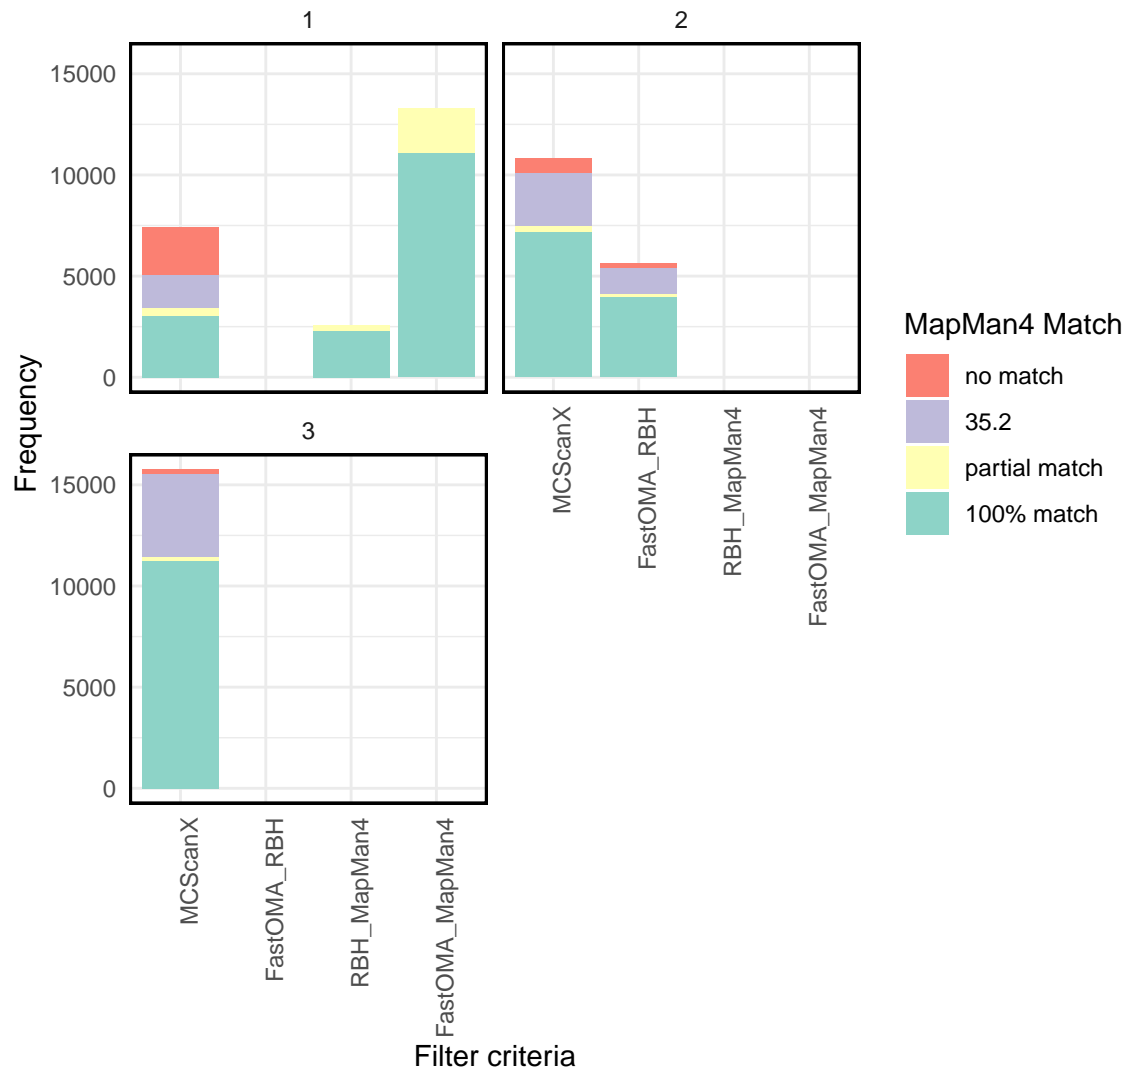 1
2
15000
10000
5000
0
MCScanX
FastOMA_RBH
RBH_MapMan4
FastOMA_MapMan4
3
15000
10000
5000
0
MCScanX
FastOMA_RBH
RBH_MapMan4
FastOMA_MapMan4
Frequency
Filter criteria
MapMan4 Match
no match
35.2
partial match
100% match